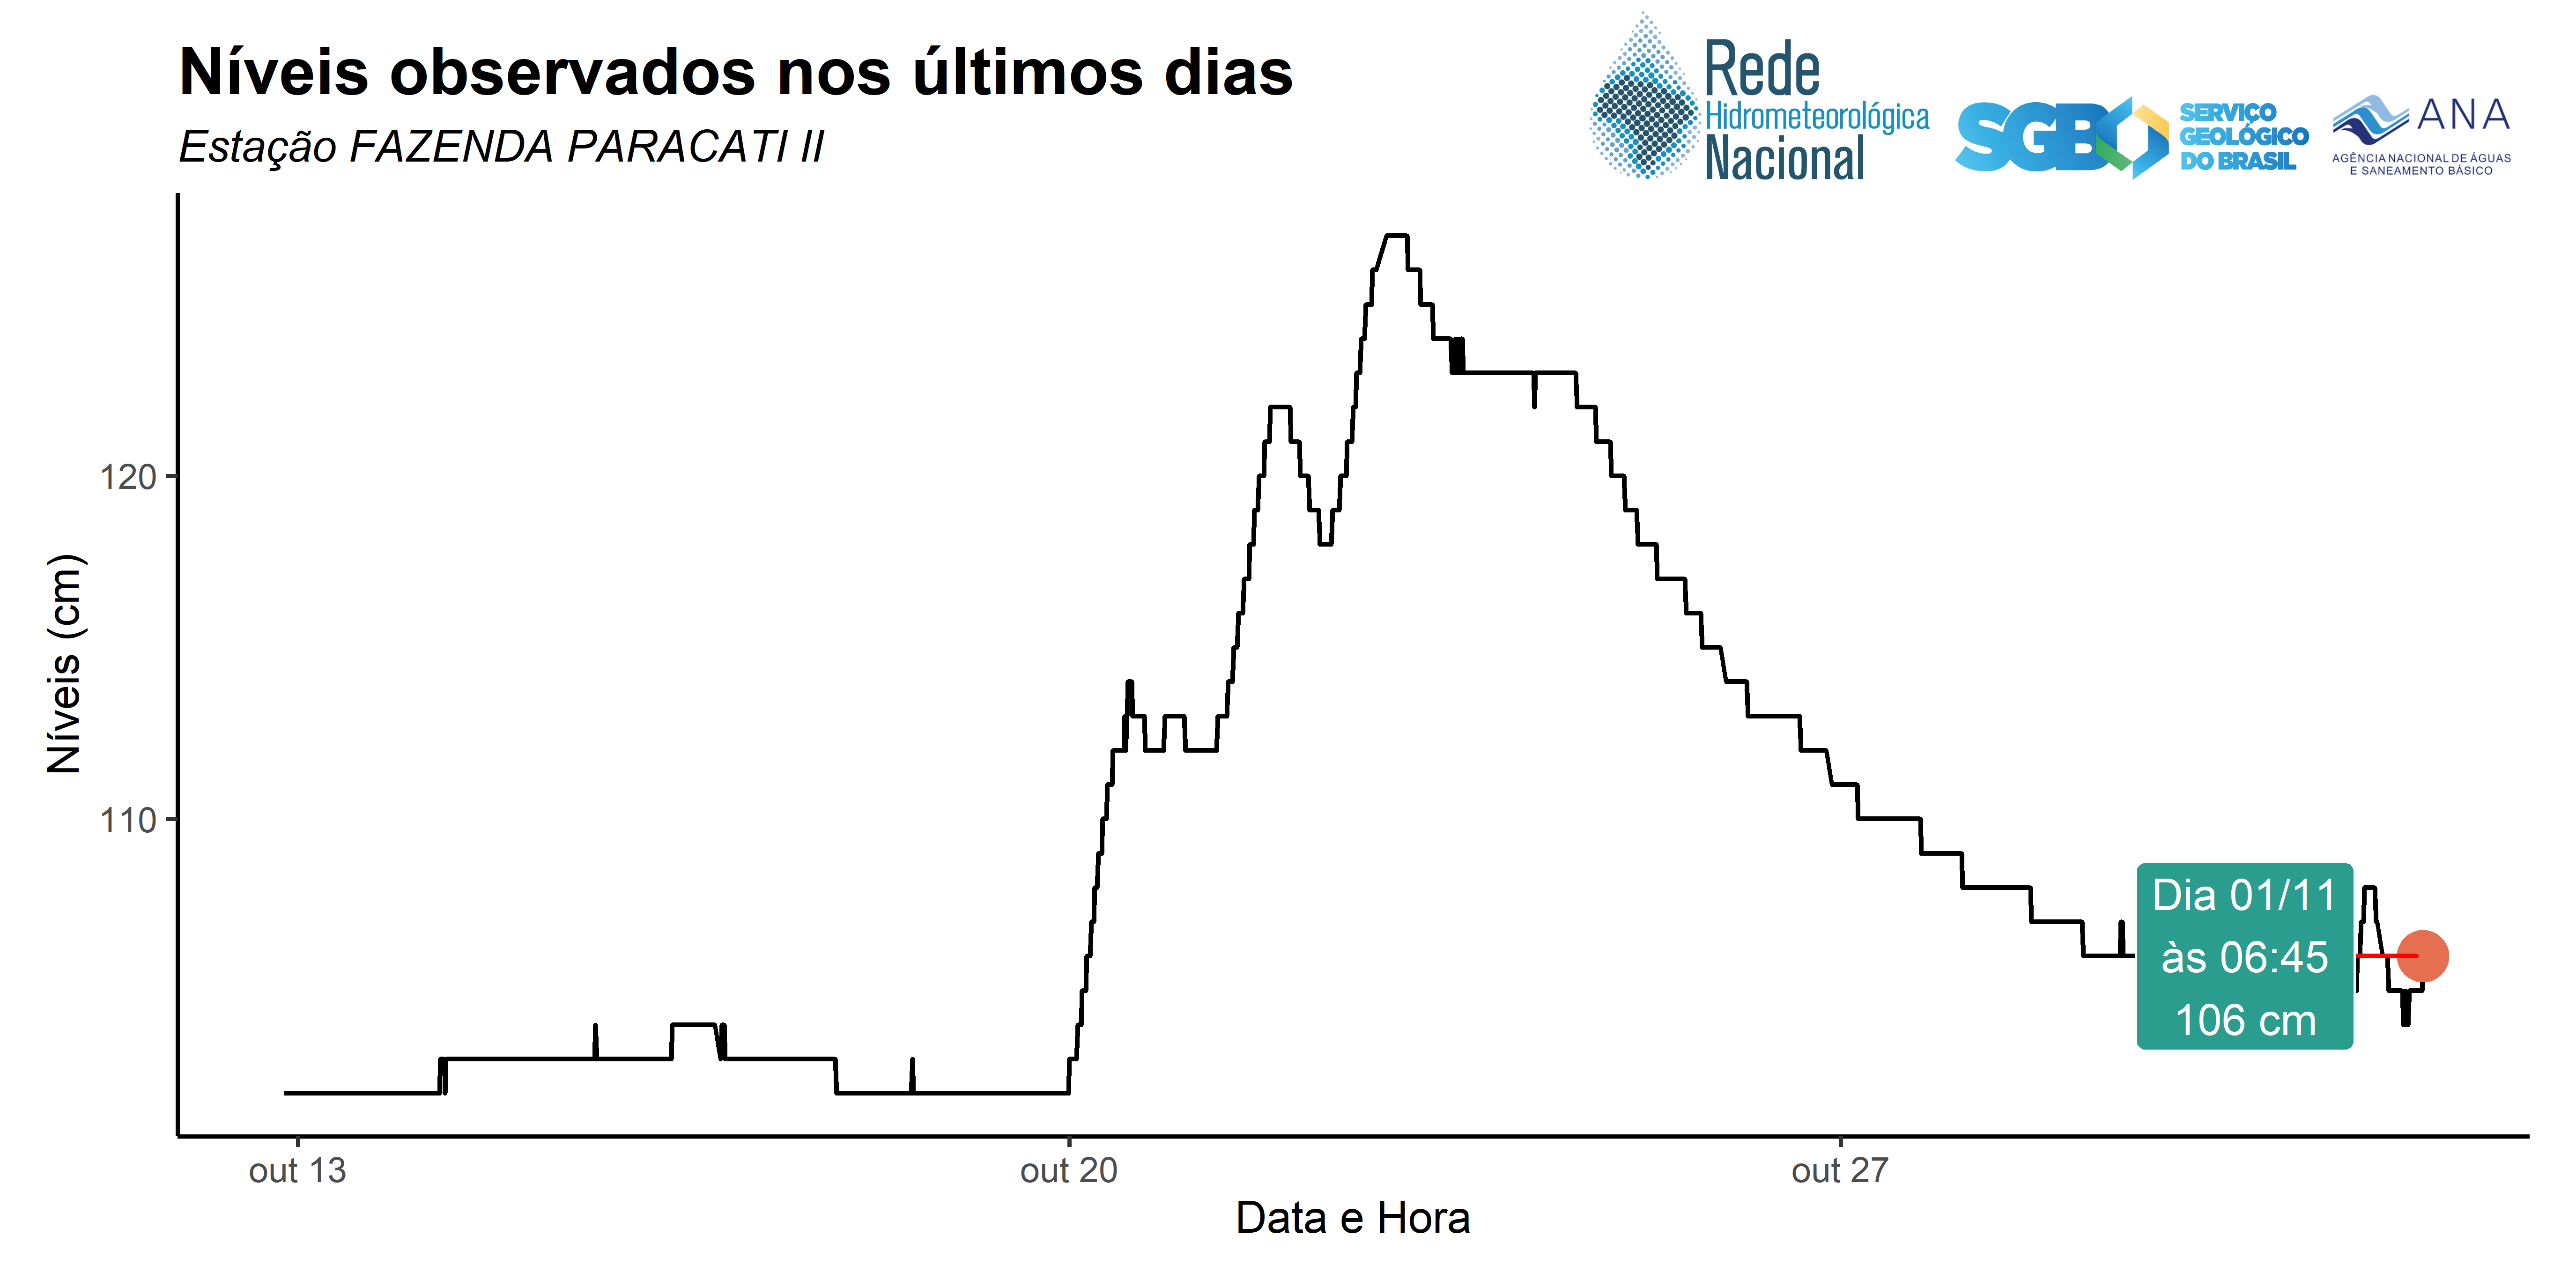 Níveis observados nos últimos dias
Estação FAZENDA PARACATI II
Rede
Hidrometeorológica
Nacional
SGB
SERVIÇO
GEOLÓGICO
DO BRASIL
ANA
AGÊNCIA NACIONAL DE ÁGUAS
E SANEAMENTO BÁSICO
Níveis (cm)
120
110
Dia 01/11
às 06:45
106 cm
out 13
out 20
out 27
Data e Hora